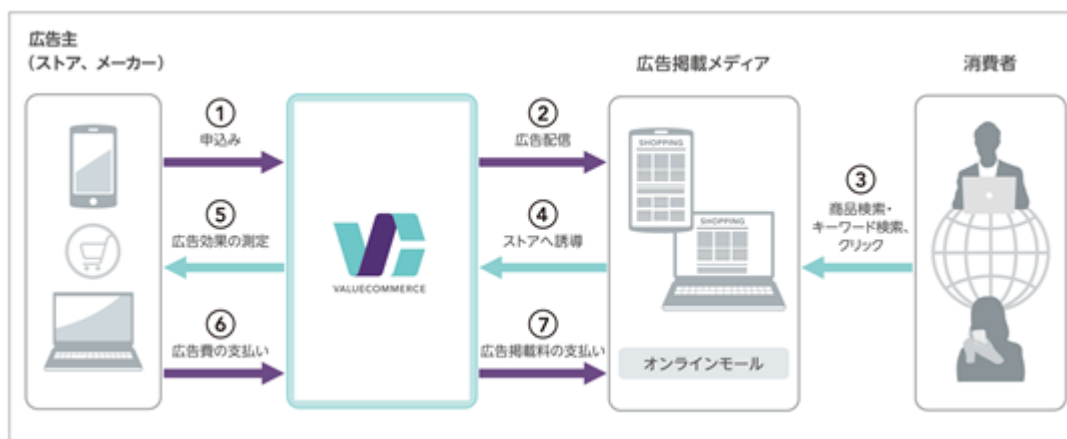 広告主
(ストア、メーカー)
広告掲載メディア
消費者
①
申込み
②
広告配信
③
商品検索・
キーワード検索、
クリック
⑤
広告効果の測定
④
ストアへ誘導
⑥
広告費の支払い
⑦
広告掲載料の支払い
VALUECOMMERCE
SHOPPING
SHOPPING
オンラインモール